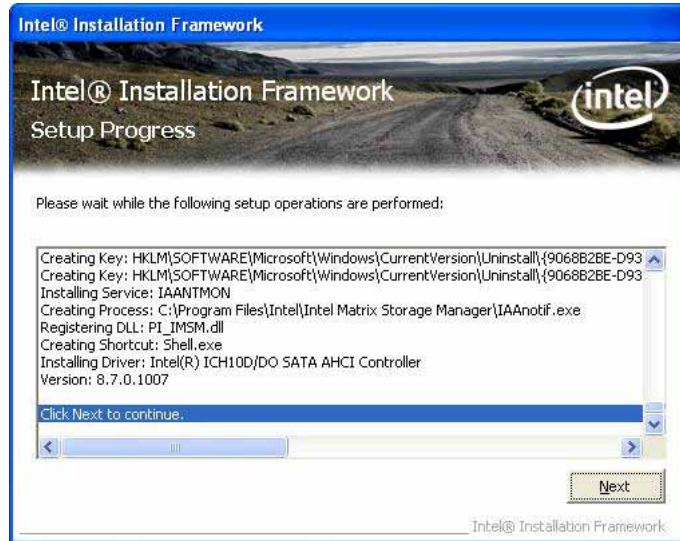 Intel® Installation Framework
Intel® Installation Framework
intel
Setup Progress
Please wait while the following setup operations are performed:
Creating Key: HKLM\SOFTWARE\Microsoft\Windows\CurrentVersion\Uninstall\{9068B2BE-D93
Creating Key: HKLM\SOFTWARE\Microsoft\Windows\CurrentVersion\Uninstall\{9068B2BE-D93
Installing Service: IAANTMON
Creating Process: C:\Program Files\Intel\Intel Matrix Storage Manager\IAAnotif.exe
Registering DLL: PI_IMSM.dll
Creating Shortcut: Shell.exe
Installing Driver: Intel(R) ICH10D/DO SATA AHCI Controller
Version: 8.7.0.1007
Click Next to continue.
Next
Intel® Installation Framework